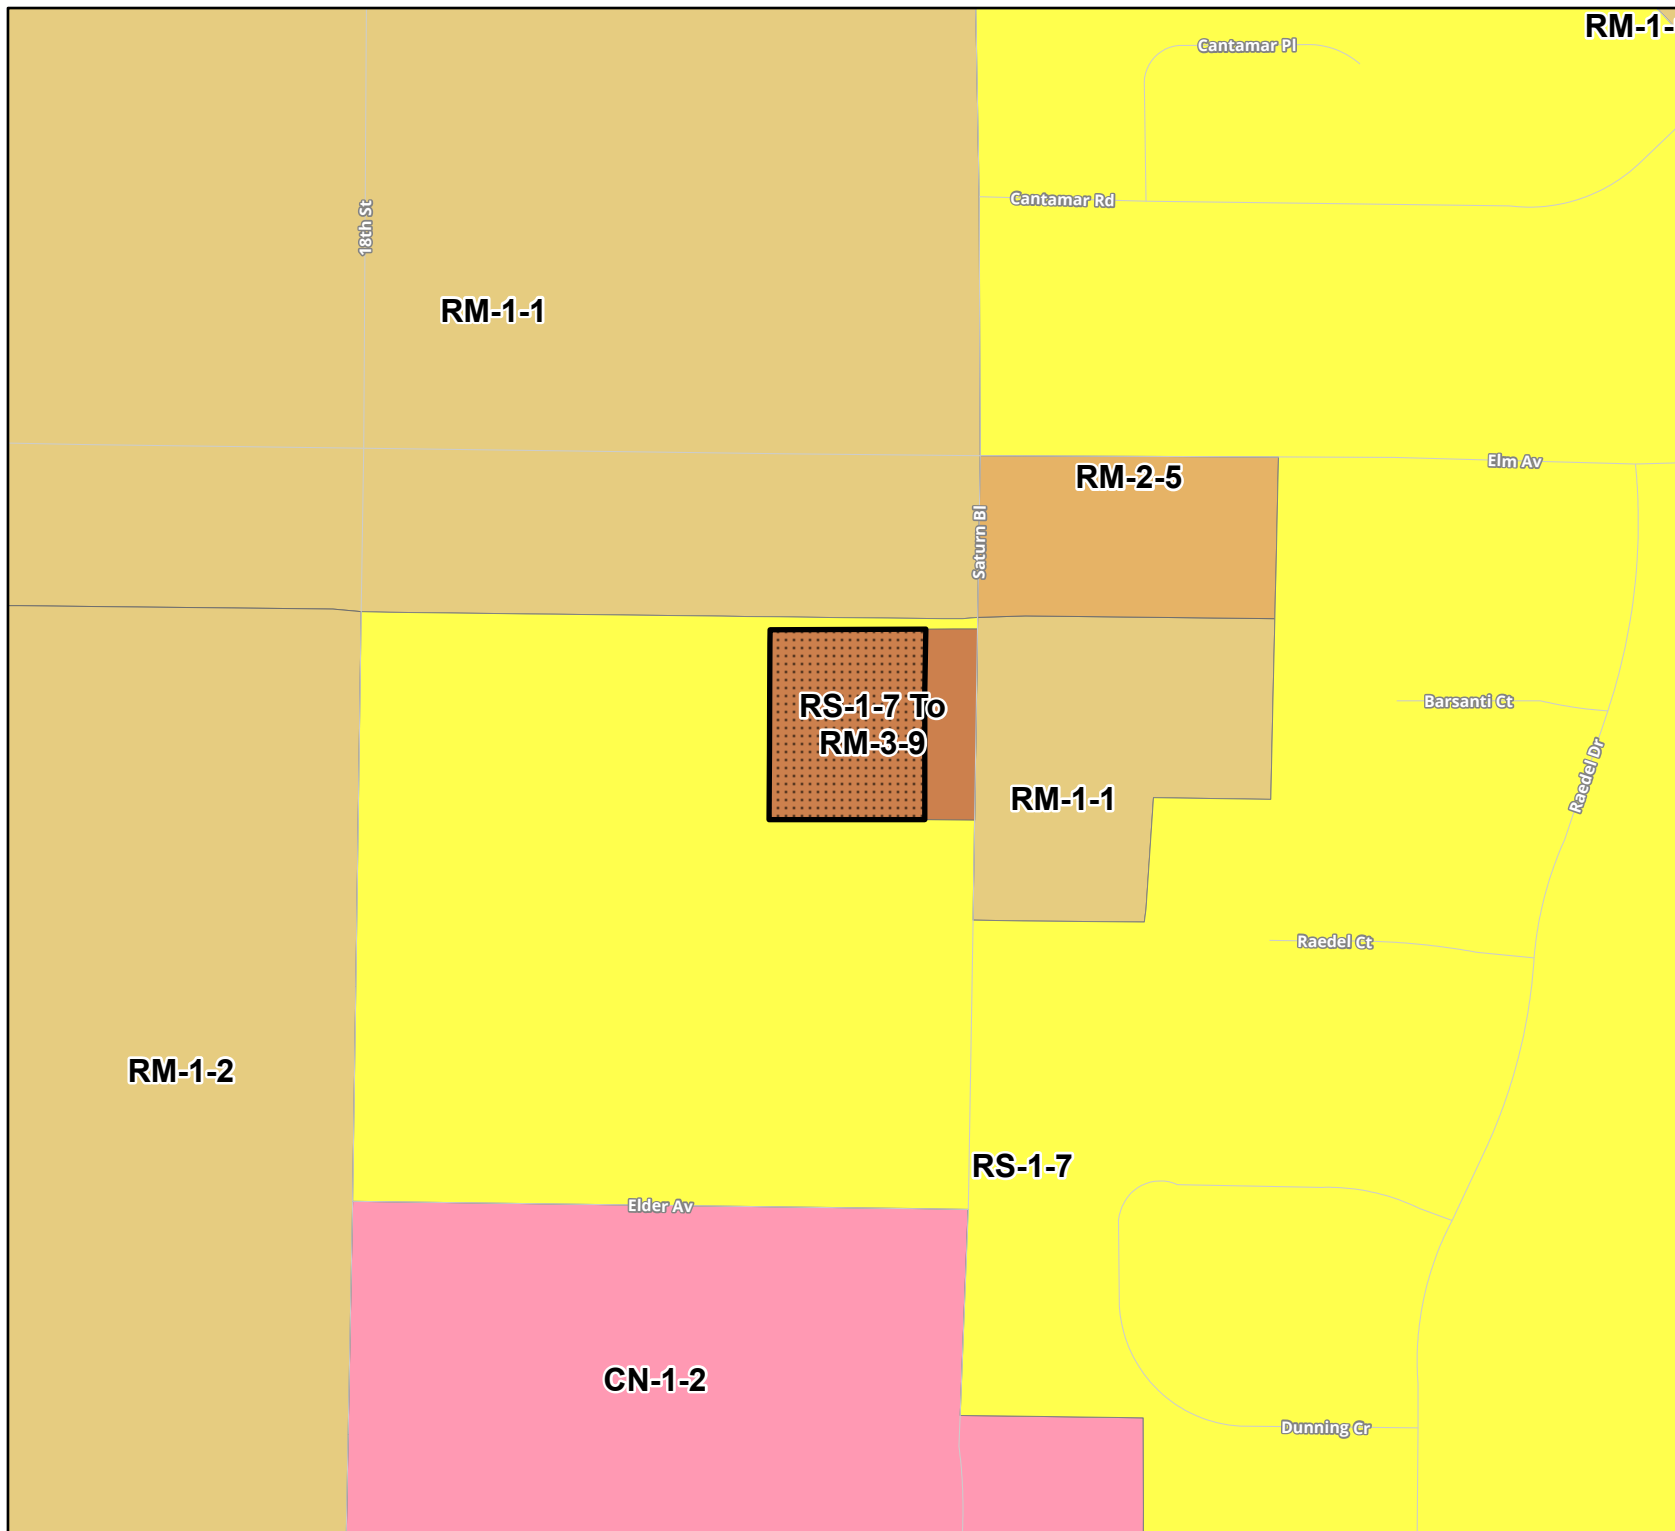 RM-1-
Cantamar Pl
Cantamar Rd
18th St
RM-1-1
Elm Av
RM-2-5
Saturn Bl
RS-1-7 To
RM-3-9
Barsanti Ct
Raedel Dr
RM-1-1
Raedel Ct
RM-1-2
RS-1-7
Elder Av
CN-1-2
Dunning Cr